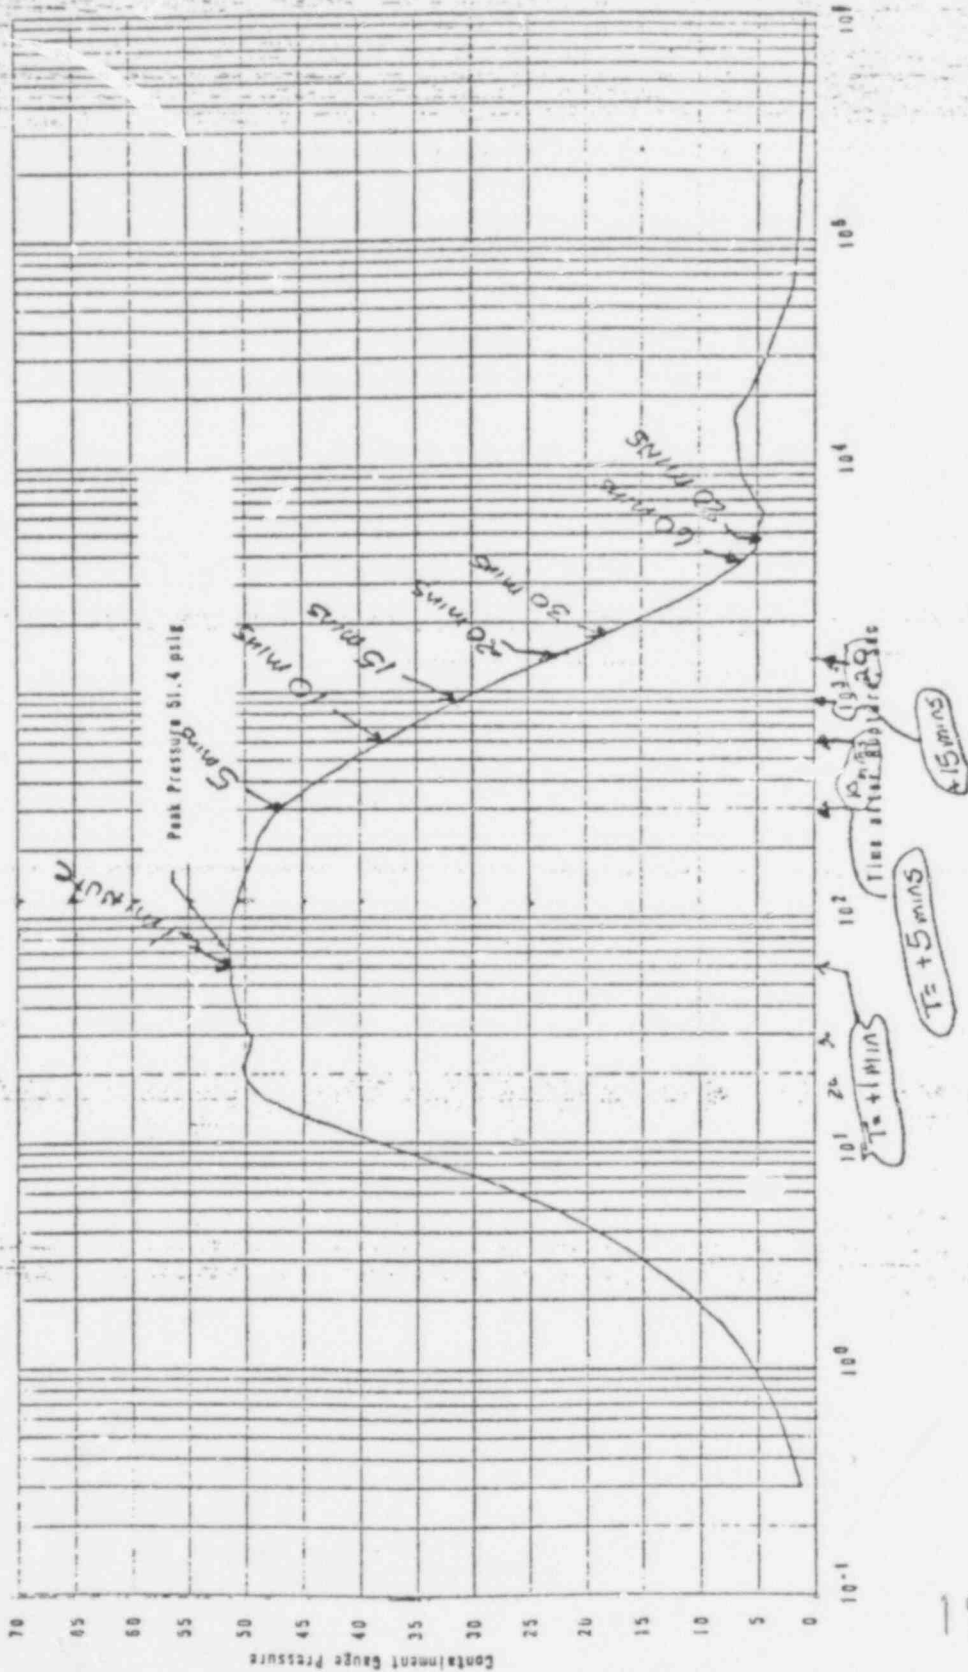 Containment Gauge Pressure
70
65
60
55
50
45
40
35
30
25
20
15
10
5
0
Peak Pressure 51.4 psig
1 minute
5 mins
10 mins
15 mins
20 mins
30 mins
60 mins
10⁻¹
10⁰
10¹
20
10²
10³
10⁴
10⁵
Time after Rupture, sec
T= +1 min
T= +5 mins
+15 mins